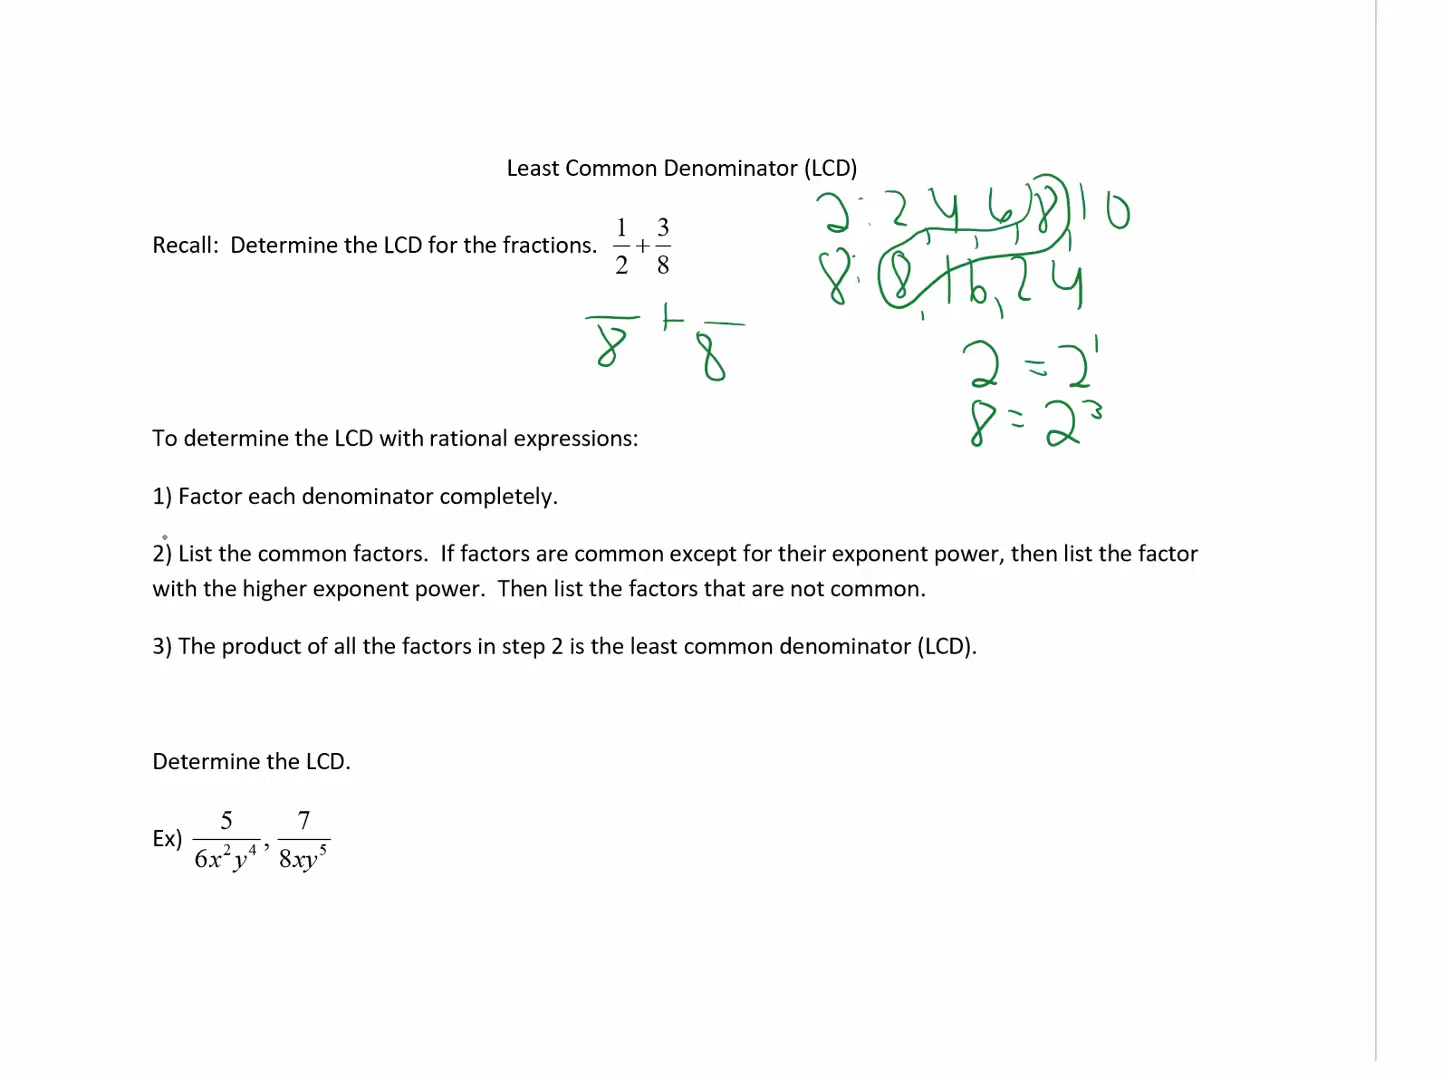 Least Common Denominator (LCD)
2: 2, 4, 6, 8, 10
Recall: Determine the LCD for the fractions. 1/2 + 3/8
8: 8, 16, 24
/8 + /8
2 = 2^1
8 = 2^3
To determine the LCD with rational expressions:
1) Factor each denominator completely.
2) List the common factors. If factors are common except for their exponent power, then list the factor
with the higher exponent power. Then list the factors that are not common.
3) The product of all the factors in step 2 is the least common denominator (LCD).
Determine the LCD.
Ex) 5/(6x^2y^4), 7/(8xy^5)